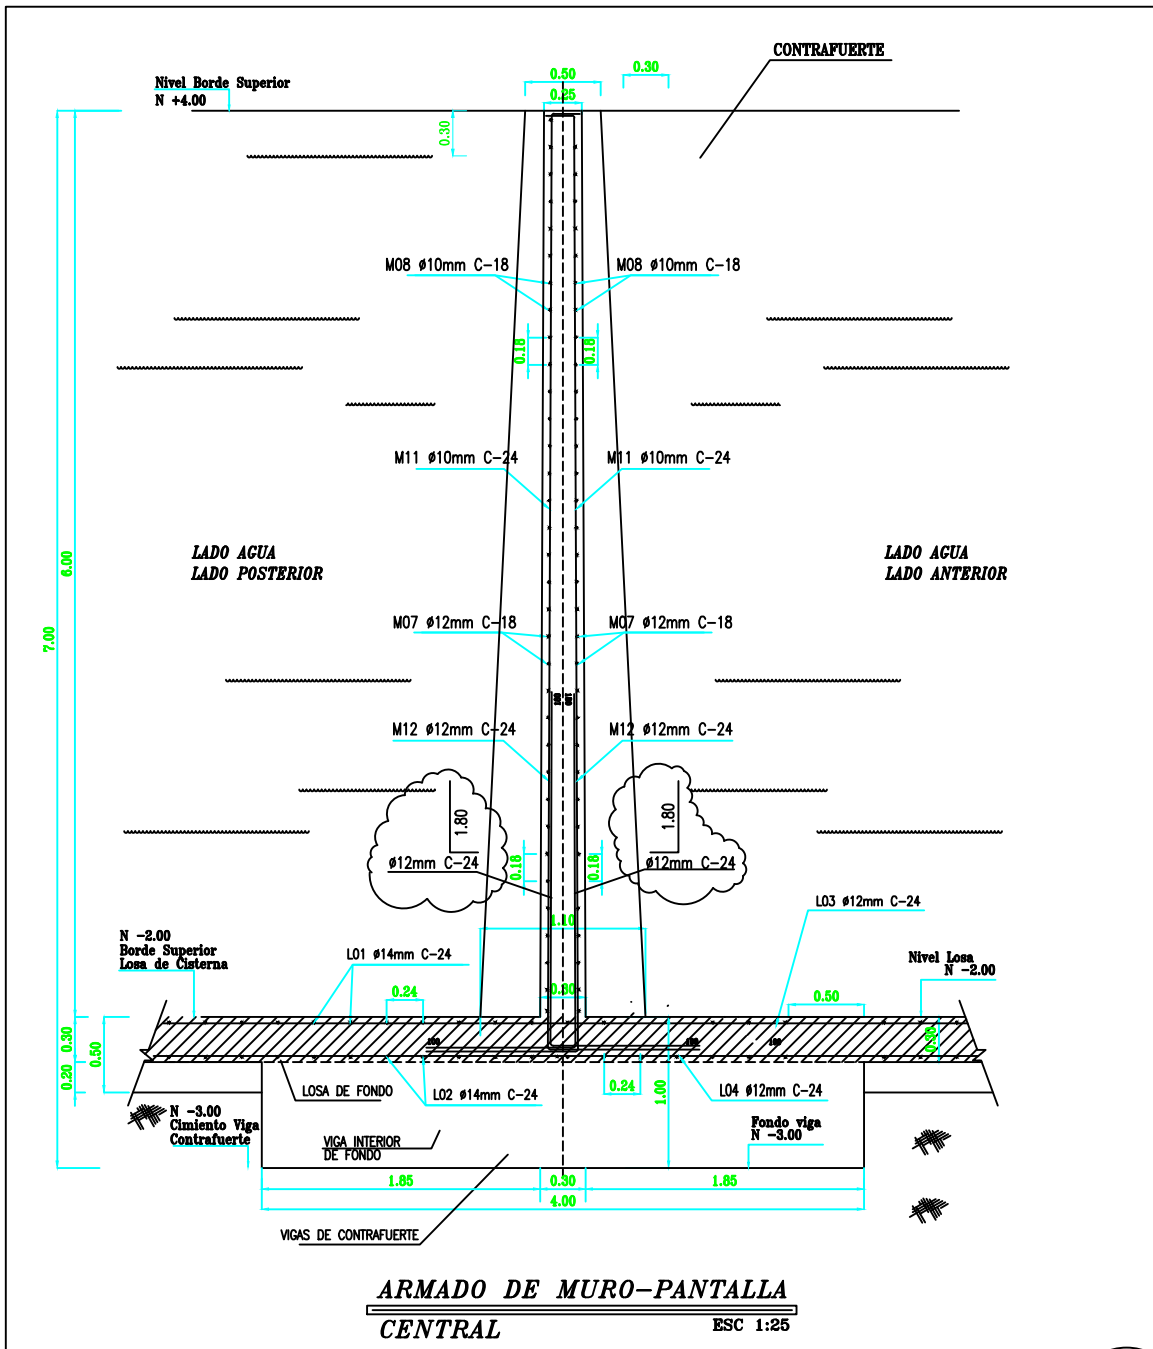 CONTRAFUERTE
0.50
0.30
Nivel Borde Superior
N +4.00
0.25
0.30
M08 ø10mm C-18
M08 ø10mm C-18
0.18
0.18
M11 ø10mm C-24
M11 ø10mm C-24
LADO AGUA
LADO POSTERIOR
LADO AGUA
LADO ANTERIOR
6.00
7.00
M07 ø12mm C-18
M07 ø12mm C-18
100
100
M12 ø12mm C-24
M12 ø12mm C-24
1.80
1.80
ø12mm C-24
0.18
0.18
ø12mm C-24
L03 ø12mm C-24
1.10
N -2.00
Borde Superior
Losa de Cisterna
L01 ø14mm C-24
Nivel Losa
N -2.00
0.24
0.30
0.50
0.30
0.50
0.20
0.30
100
100
100
LOSA DE FONDO
L02 ø14mm C-24
0.24
1.00
L04 ø12mm C-24
N -3.00
Cimiento Viga
Contrafuerte
VIGA INTERIOR
DE FONDO
Fondo viga
N -3.00
1.85
0.30
1.85
4.00
VIGAS DE CONTRAFUERTE
ARMADO DE MURO-PANTALLA
CENTRAL
ESC 1:25